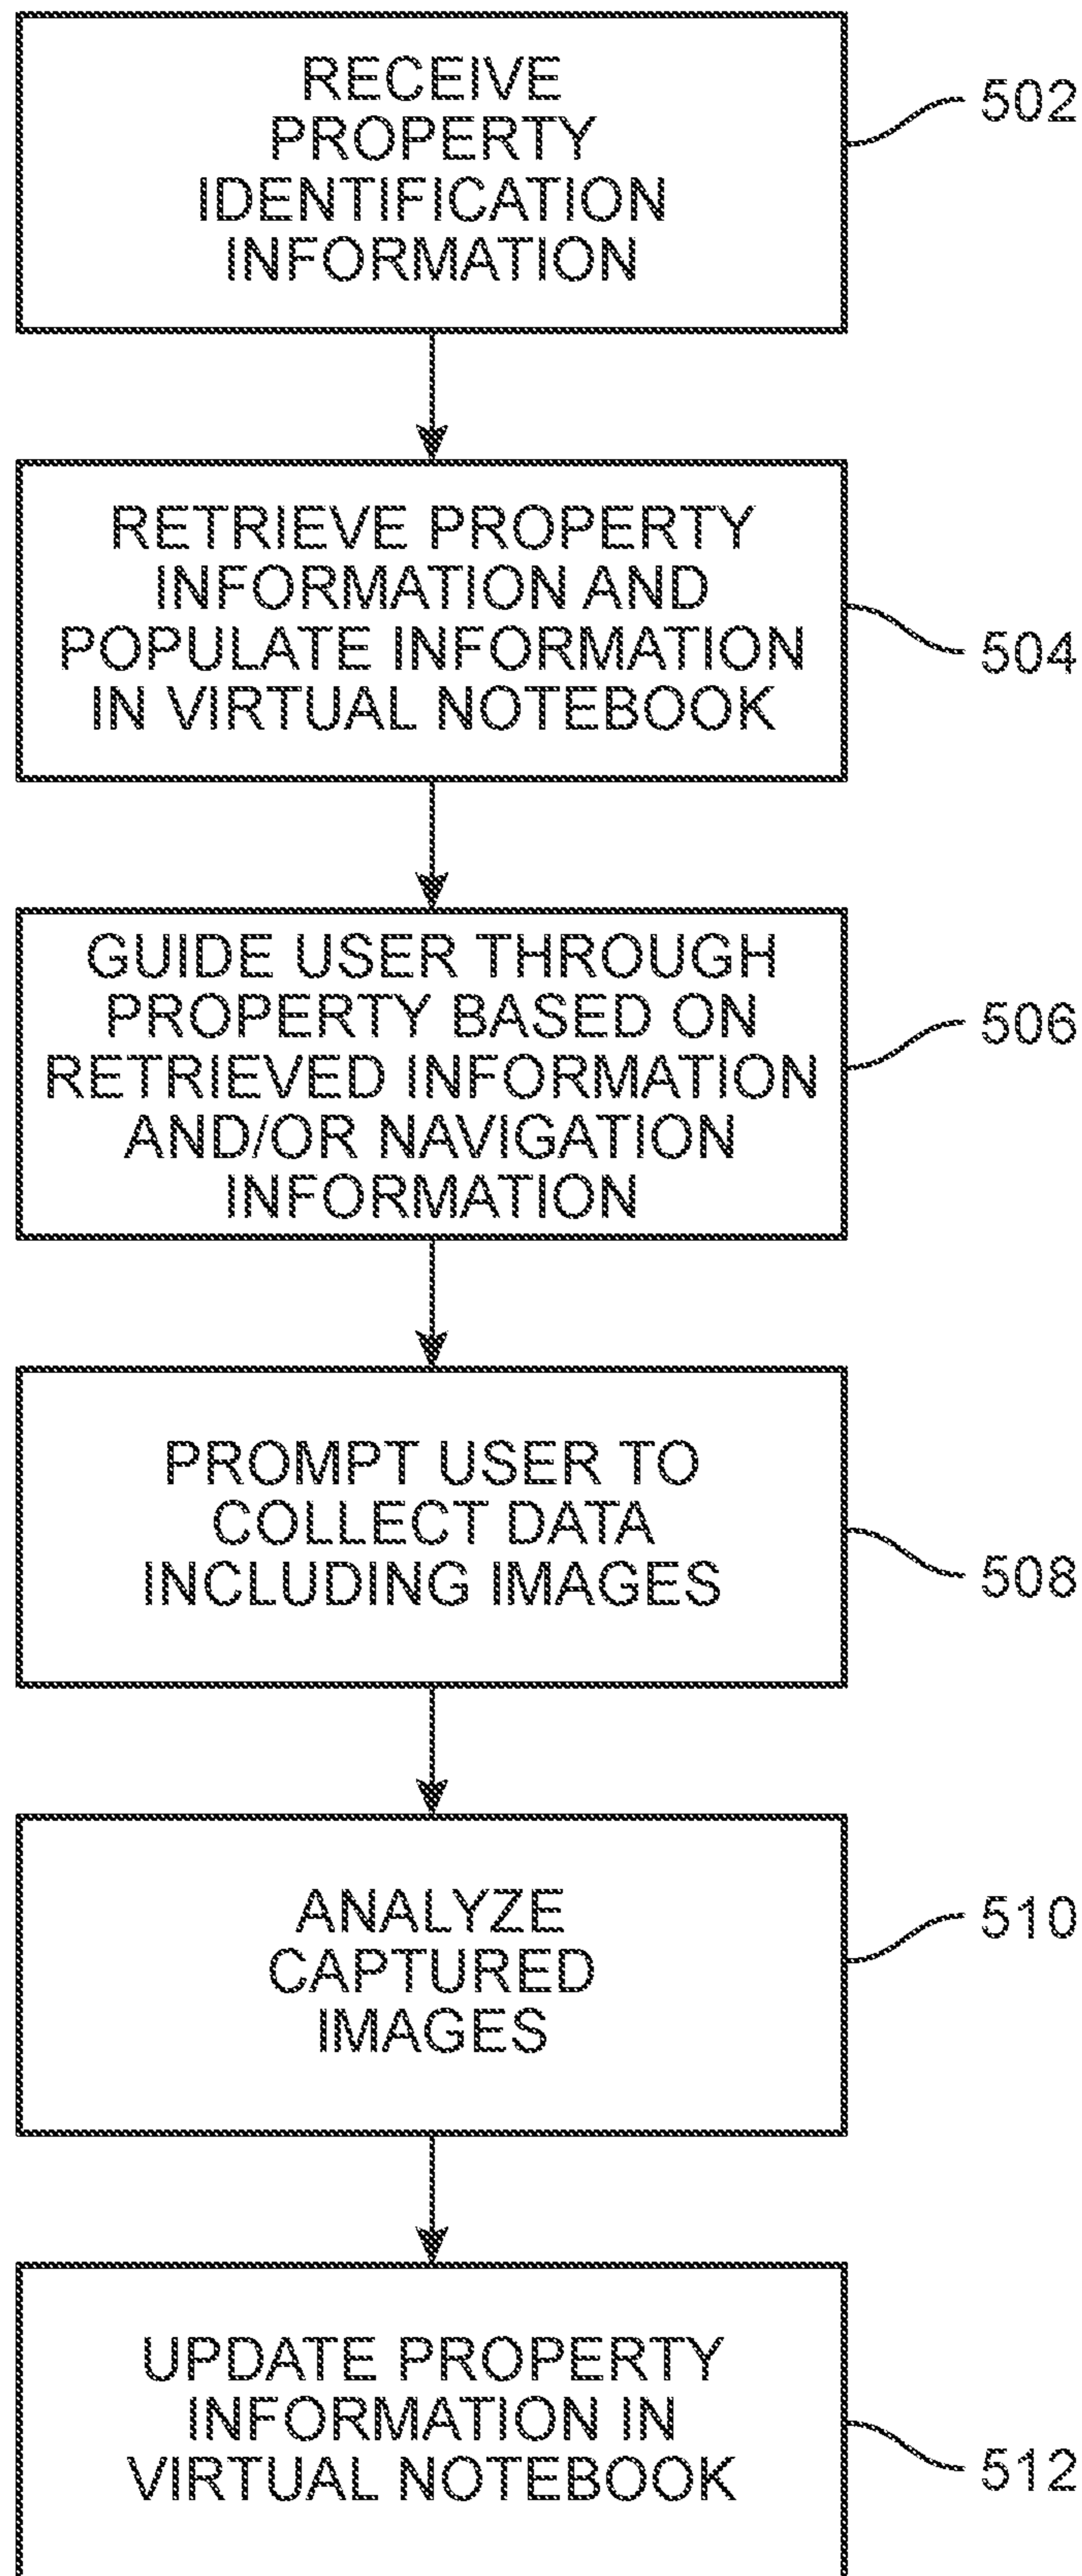 RECEIVE
PROPERTY
IDENTIFICATION
INFORMATION
502
RETRIEVE PROPERTY
INFORMATION AND
POPULATE INFORMATION
IN VIRTUAL NOTEBOOK
504
GUIDE USER THROUGH
PROPERTY BASED ON
RETRIEVED INFORMATION
AND/OR NAVIGATION
INFORMATION
506
PROMPT USER TO
COLLECT DATA
INCLUDING IMAGES
508
ANALYZE
CAPTURED
IMAGES
510
UPDATE PROPERTY
INFORMATION IN
VIRTUAL NOTEBOOK
512